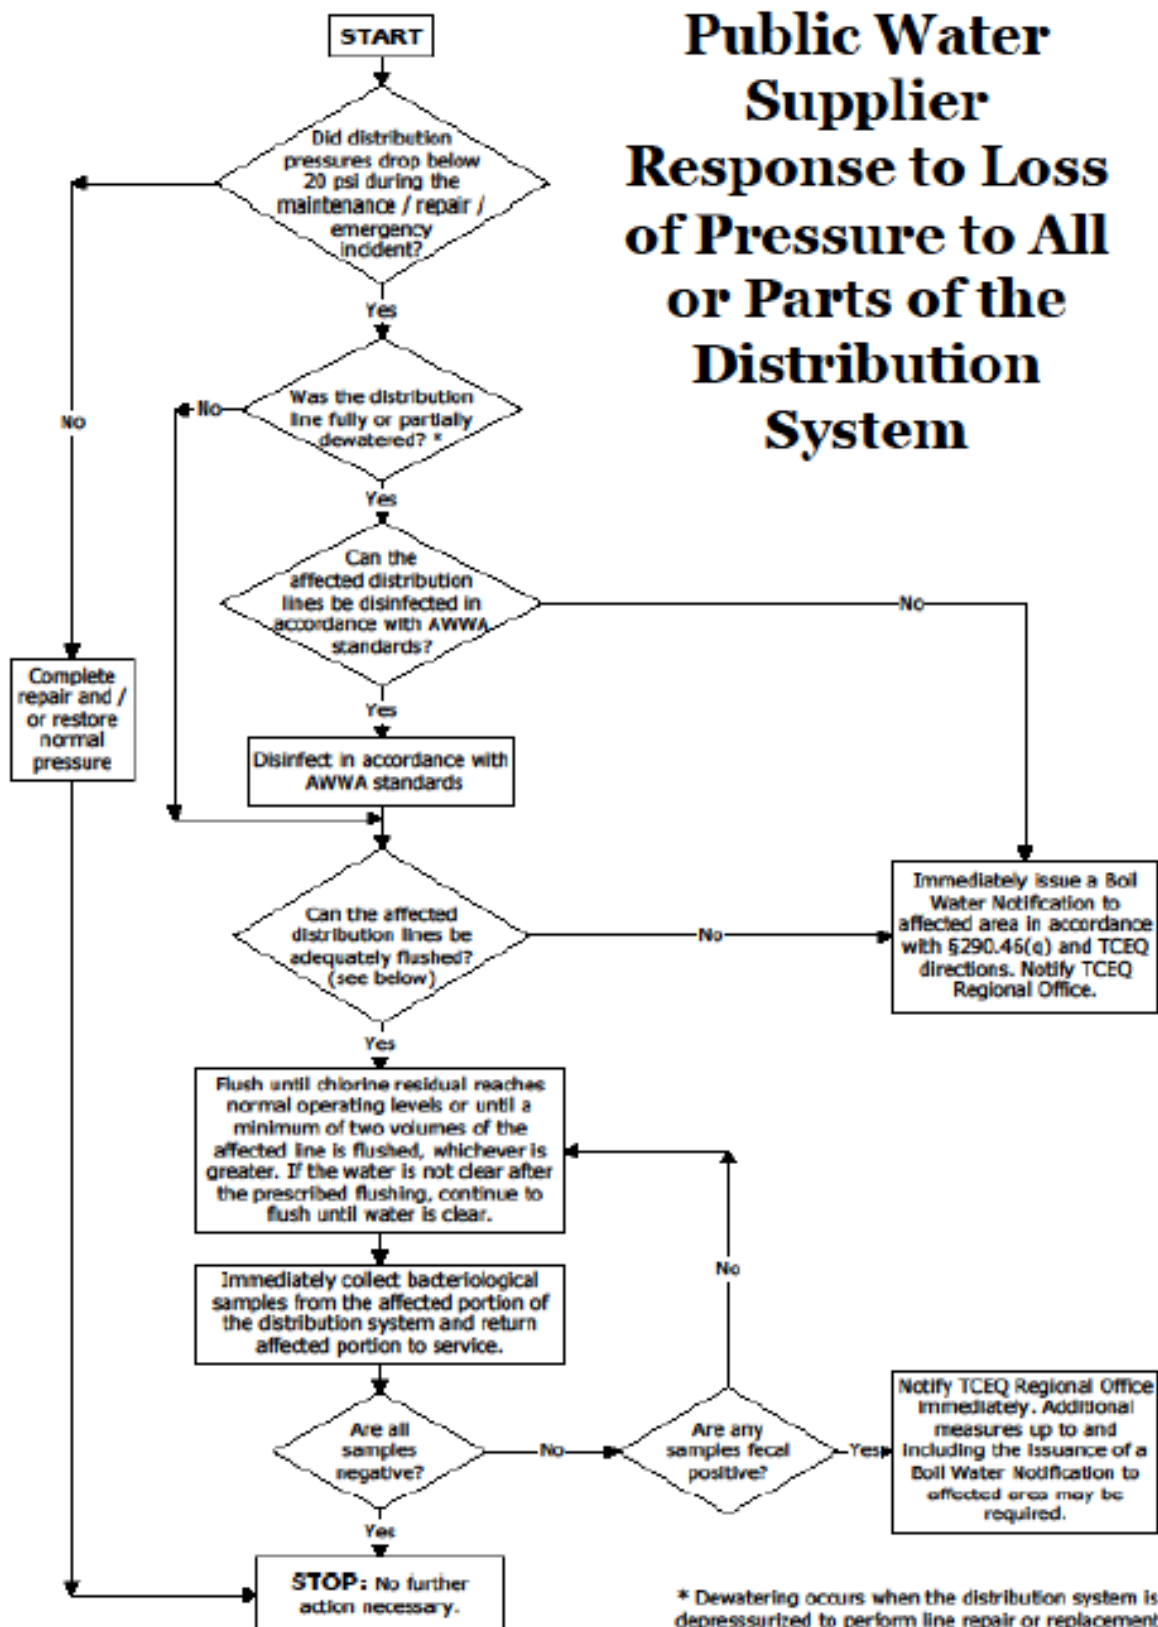 START
Public Water
Supplier
Response to Loss
of Pressure to All
or Parts of the
Distribution
System
Did distribution
pressures drop below
20 psi during the
maintenance / repair /
emergency
incident?
Yes
No
Was the distribution
line fully or partially
dewatered? *
No
Yes
Can the
affected distribution
lines be disinfected in
accordance with AWWA
standards?
No
Yes
Complete
repair and /
or restore
normal
pressure
Disinfect in accordance with
AWWA standards
Can the affected
distribution lines be
adequately flushed?
(see below)
No
Immediately issue a Boil
Water Notification to
affected area in accordance
with §290.46(q) and TCEQ
directions. Notify TCEQ
Regional Office.
Yes
Flush until chlorine residual reaches
normal operating levels or until a
minimum of two volumes of the
affected line is flushed, whichever is
greater. If the water is not clear after
the prescribed flushing, continue to
flush until water is clear.
No
Immediately collect bacteriological
samples from the affected portion of
the distribution system and return
affected portion to service.
Are all
samples
negative?
No
Are any
samples fecal
positive?
Yes
Notify TCEQ Regional Office
immediately. Additional
measures up to and
including the issuance of a
Boil Water Notification to
affected area may be
required.
Yes
STOP: No further
action necessary.
* Dewatering occurs when the distribution system is
depresssurized to perform line repair or replacement